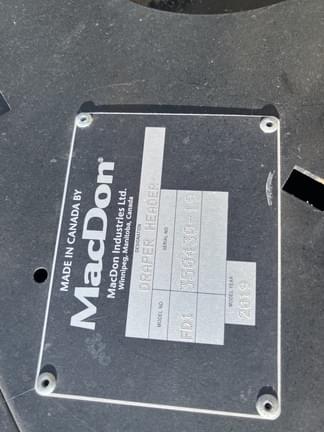 MADE IN CANADA BY
MacDon®
MacDon Industries Ltd.
Winnipeg, Manitoba, Canada
DESCRIPTION
DRAPER HEADER
MODEL NO.
SERIAL NO.
FD1
MODEL YEAR
2019